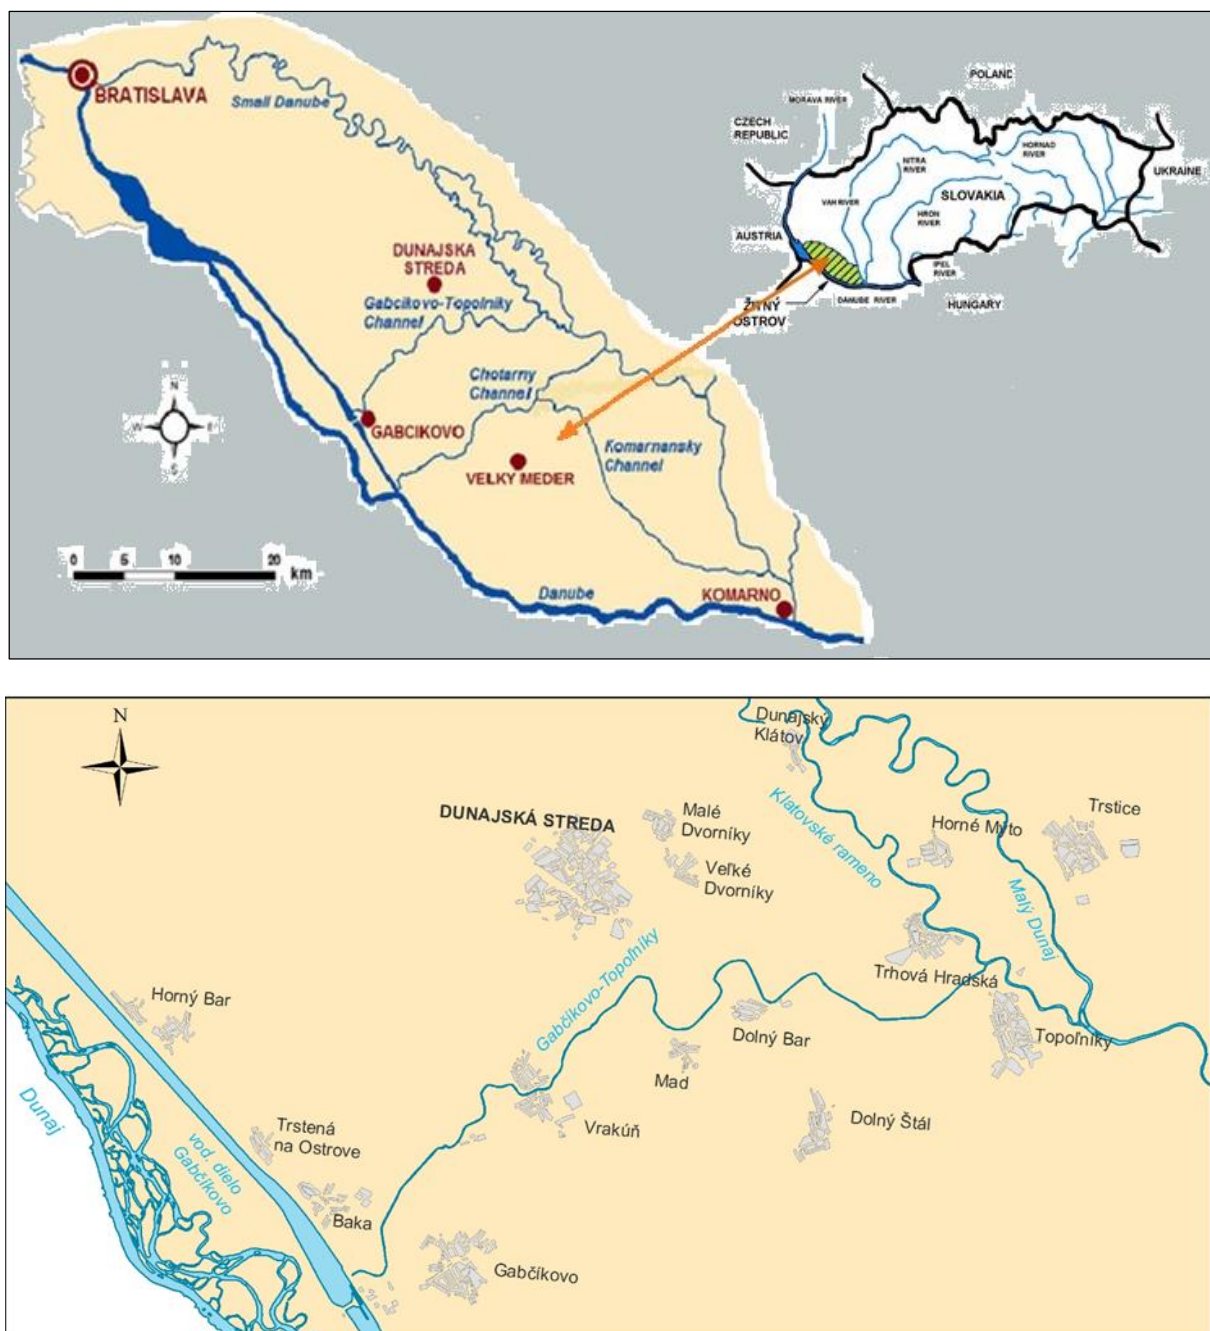 BRATISLAVA
Small Danube
DUNAJSKA
STREDA
Gabcikovo-Topolniky
Channel
Chotarny
Channel
GABCIKOVO
VELKY MEDER
Komarnansky
Channel
Danube
KOMARNO
N
W
E
S
0 5 10 20 km
POLAND
MORAVA RIVER
CZECH
REPUBLIC
HORNAD
RIVER
NITRA
RIVER
UKRAINE
VAH RIVER
SLOVAKIA
HRON
RIVER
AUSTRIA
IPEL
RIVER
DANUBE RIVER
HUNGARY
ŽITNÝ
OSTROV
N
Dunajský
Klátov
DUNAJSKÁ STREDA
Malé
Dvorníky
Veľké
Dvorníky
Klatovské rameno
Horné Mýto
Trstice
Malý Dunaj
Trhová Hradská
Gabčíkovo-Topoľníky
Horný Bar
Dolný Bar
Topoľníky
Mad
Vrakúň
Dolný Štál
Dunaj
Trstená
na Ostrove
vod. dielo
Gabčíkovo
Baka
Gabčíkovo